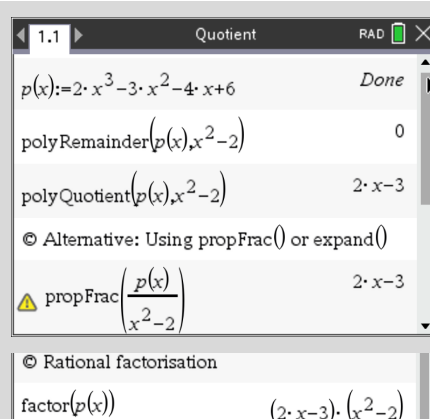 1.1 Quotient RAD
p(x):=2·x^3−3·x^2−4·x+6 Done
polyRemainder(p(x),x^2−2) 0
polyQuotient(p(x),x^2−2) 2·x−3
© Alternative: Using propFrac() or expand()
propFrac(p(x)/(x^2−2)) 2·x−3
© Rational factorisation
factor(p(x)) (2·x−3)·(x^2−2)